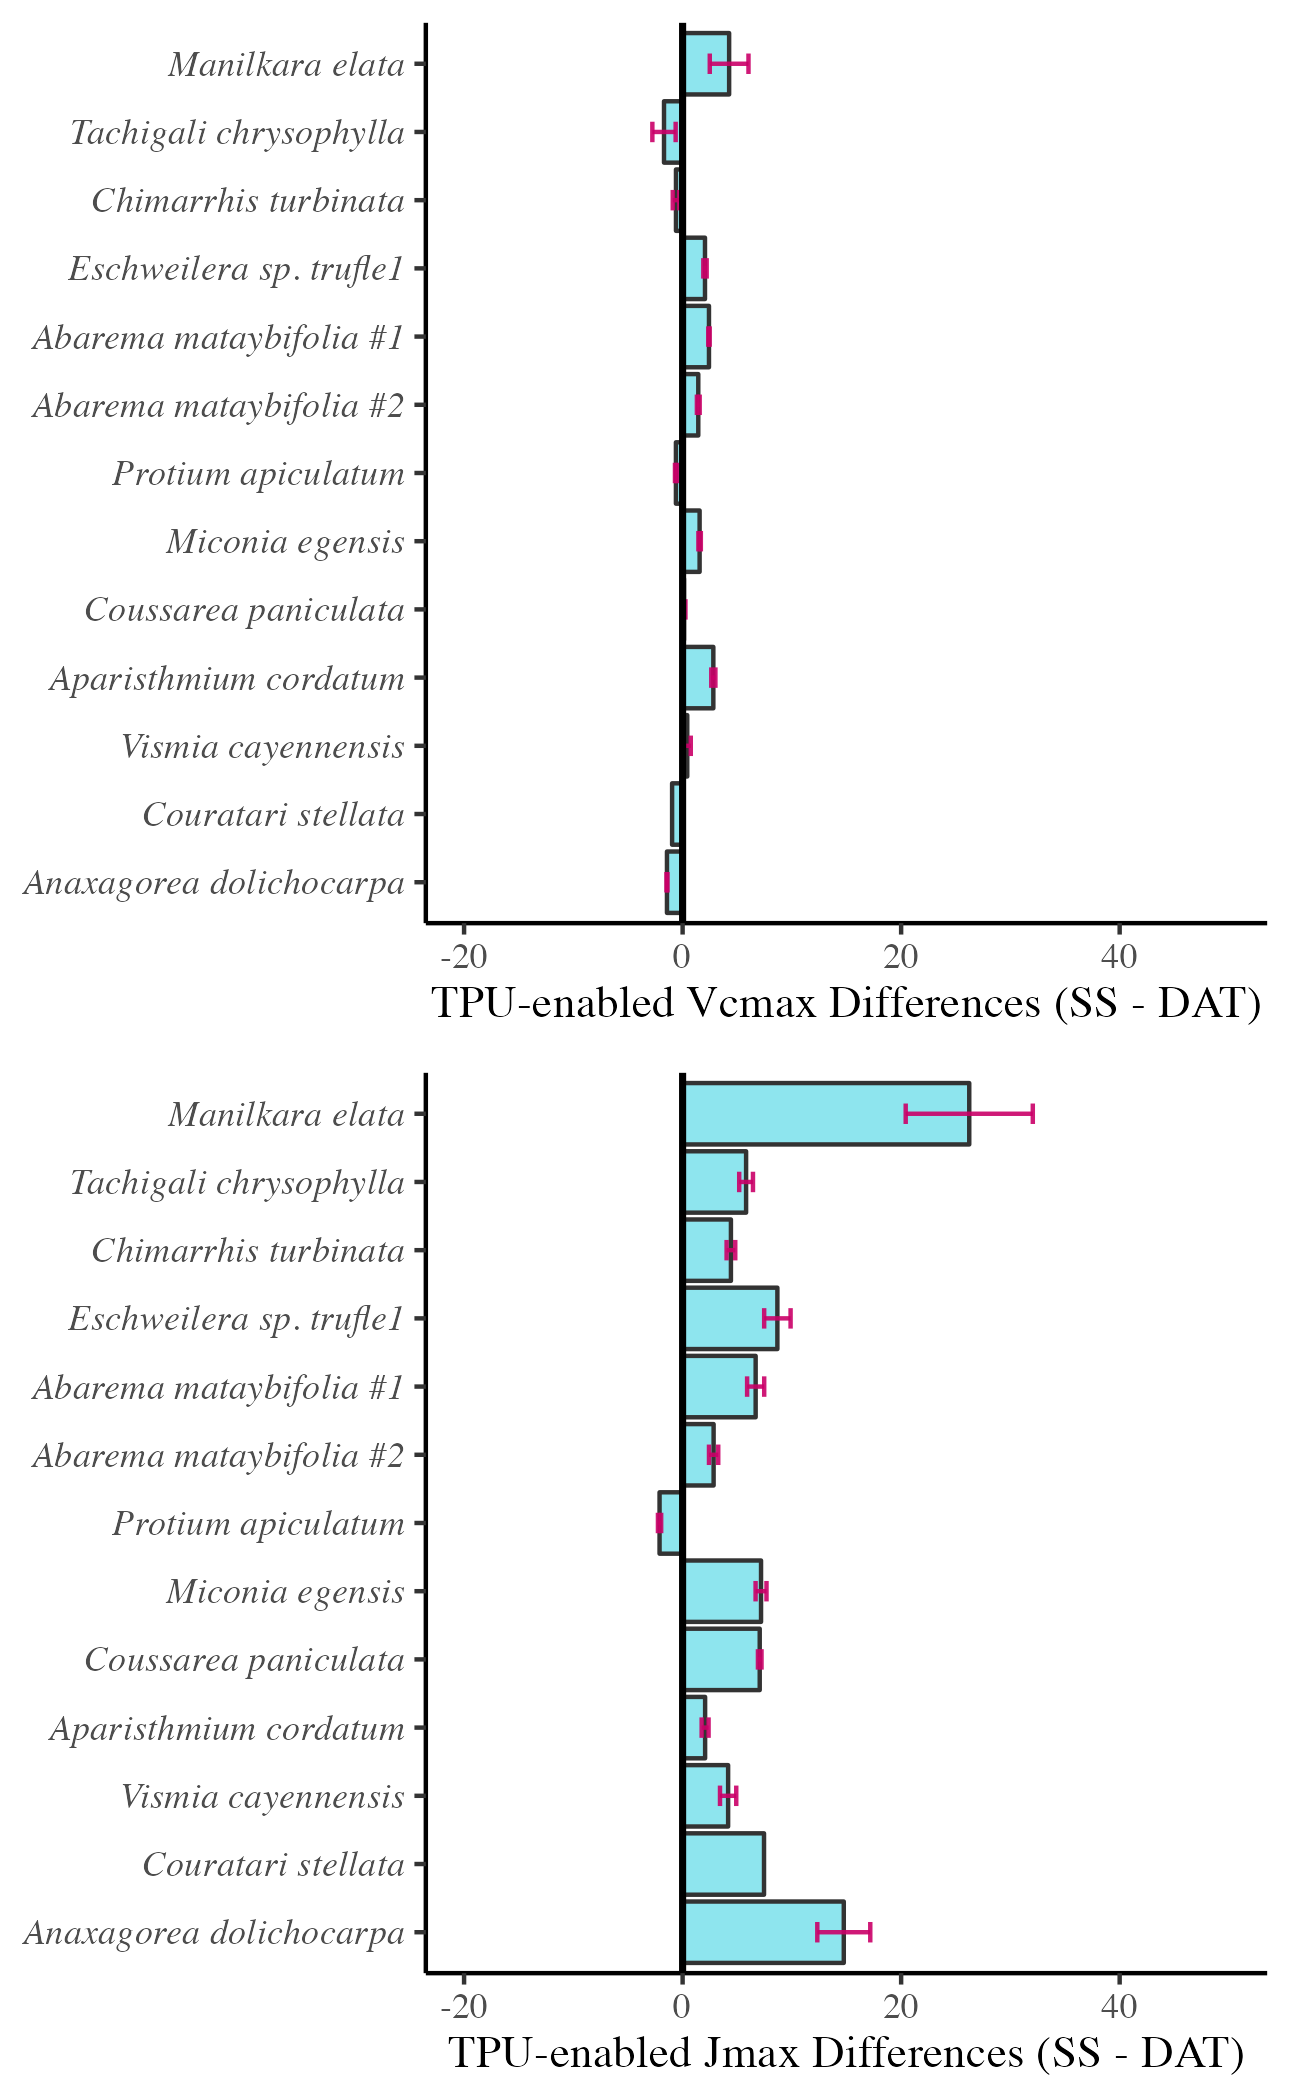 Manilkara elata
Tachigali chrysophylla
Chimarrhis turbinata
Eschweilera sp. trufle1
Abarema mataybifolia #1
Abarema mataybifolia #2
Protium apiculatum
Miconia egensis
Coussarea paniculata
Aparisthmium cordatum
Vismia cayennensis
Couratari stellata
Anaxagorea dolichocarpa
-20 0 20 40
TPU-enabled Vcmax Differences (SS - DAT)
Manilkara elata
Tachigali chrysophylla
Chimarrhis turbinata
Eschweilera sp. trufle1
Abarema mataybifolia #1
Abarema mataybifolia #2
Protium apiculatum
Miconia egensis
Coussarea paniculata
Aparisthmium cordatum
Vismia cayennensis
Couratari stellata
Anaxagorea dolichocarpa
-20 0 20 40
TPU-enabled Jmax Differences (SS - DAT)